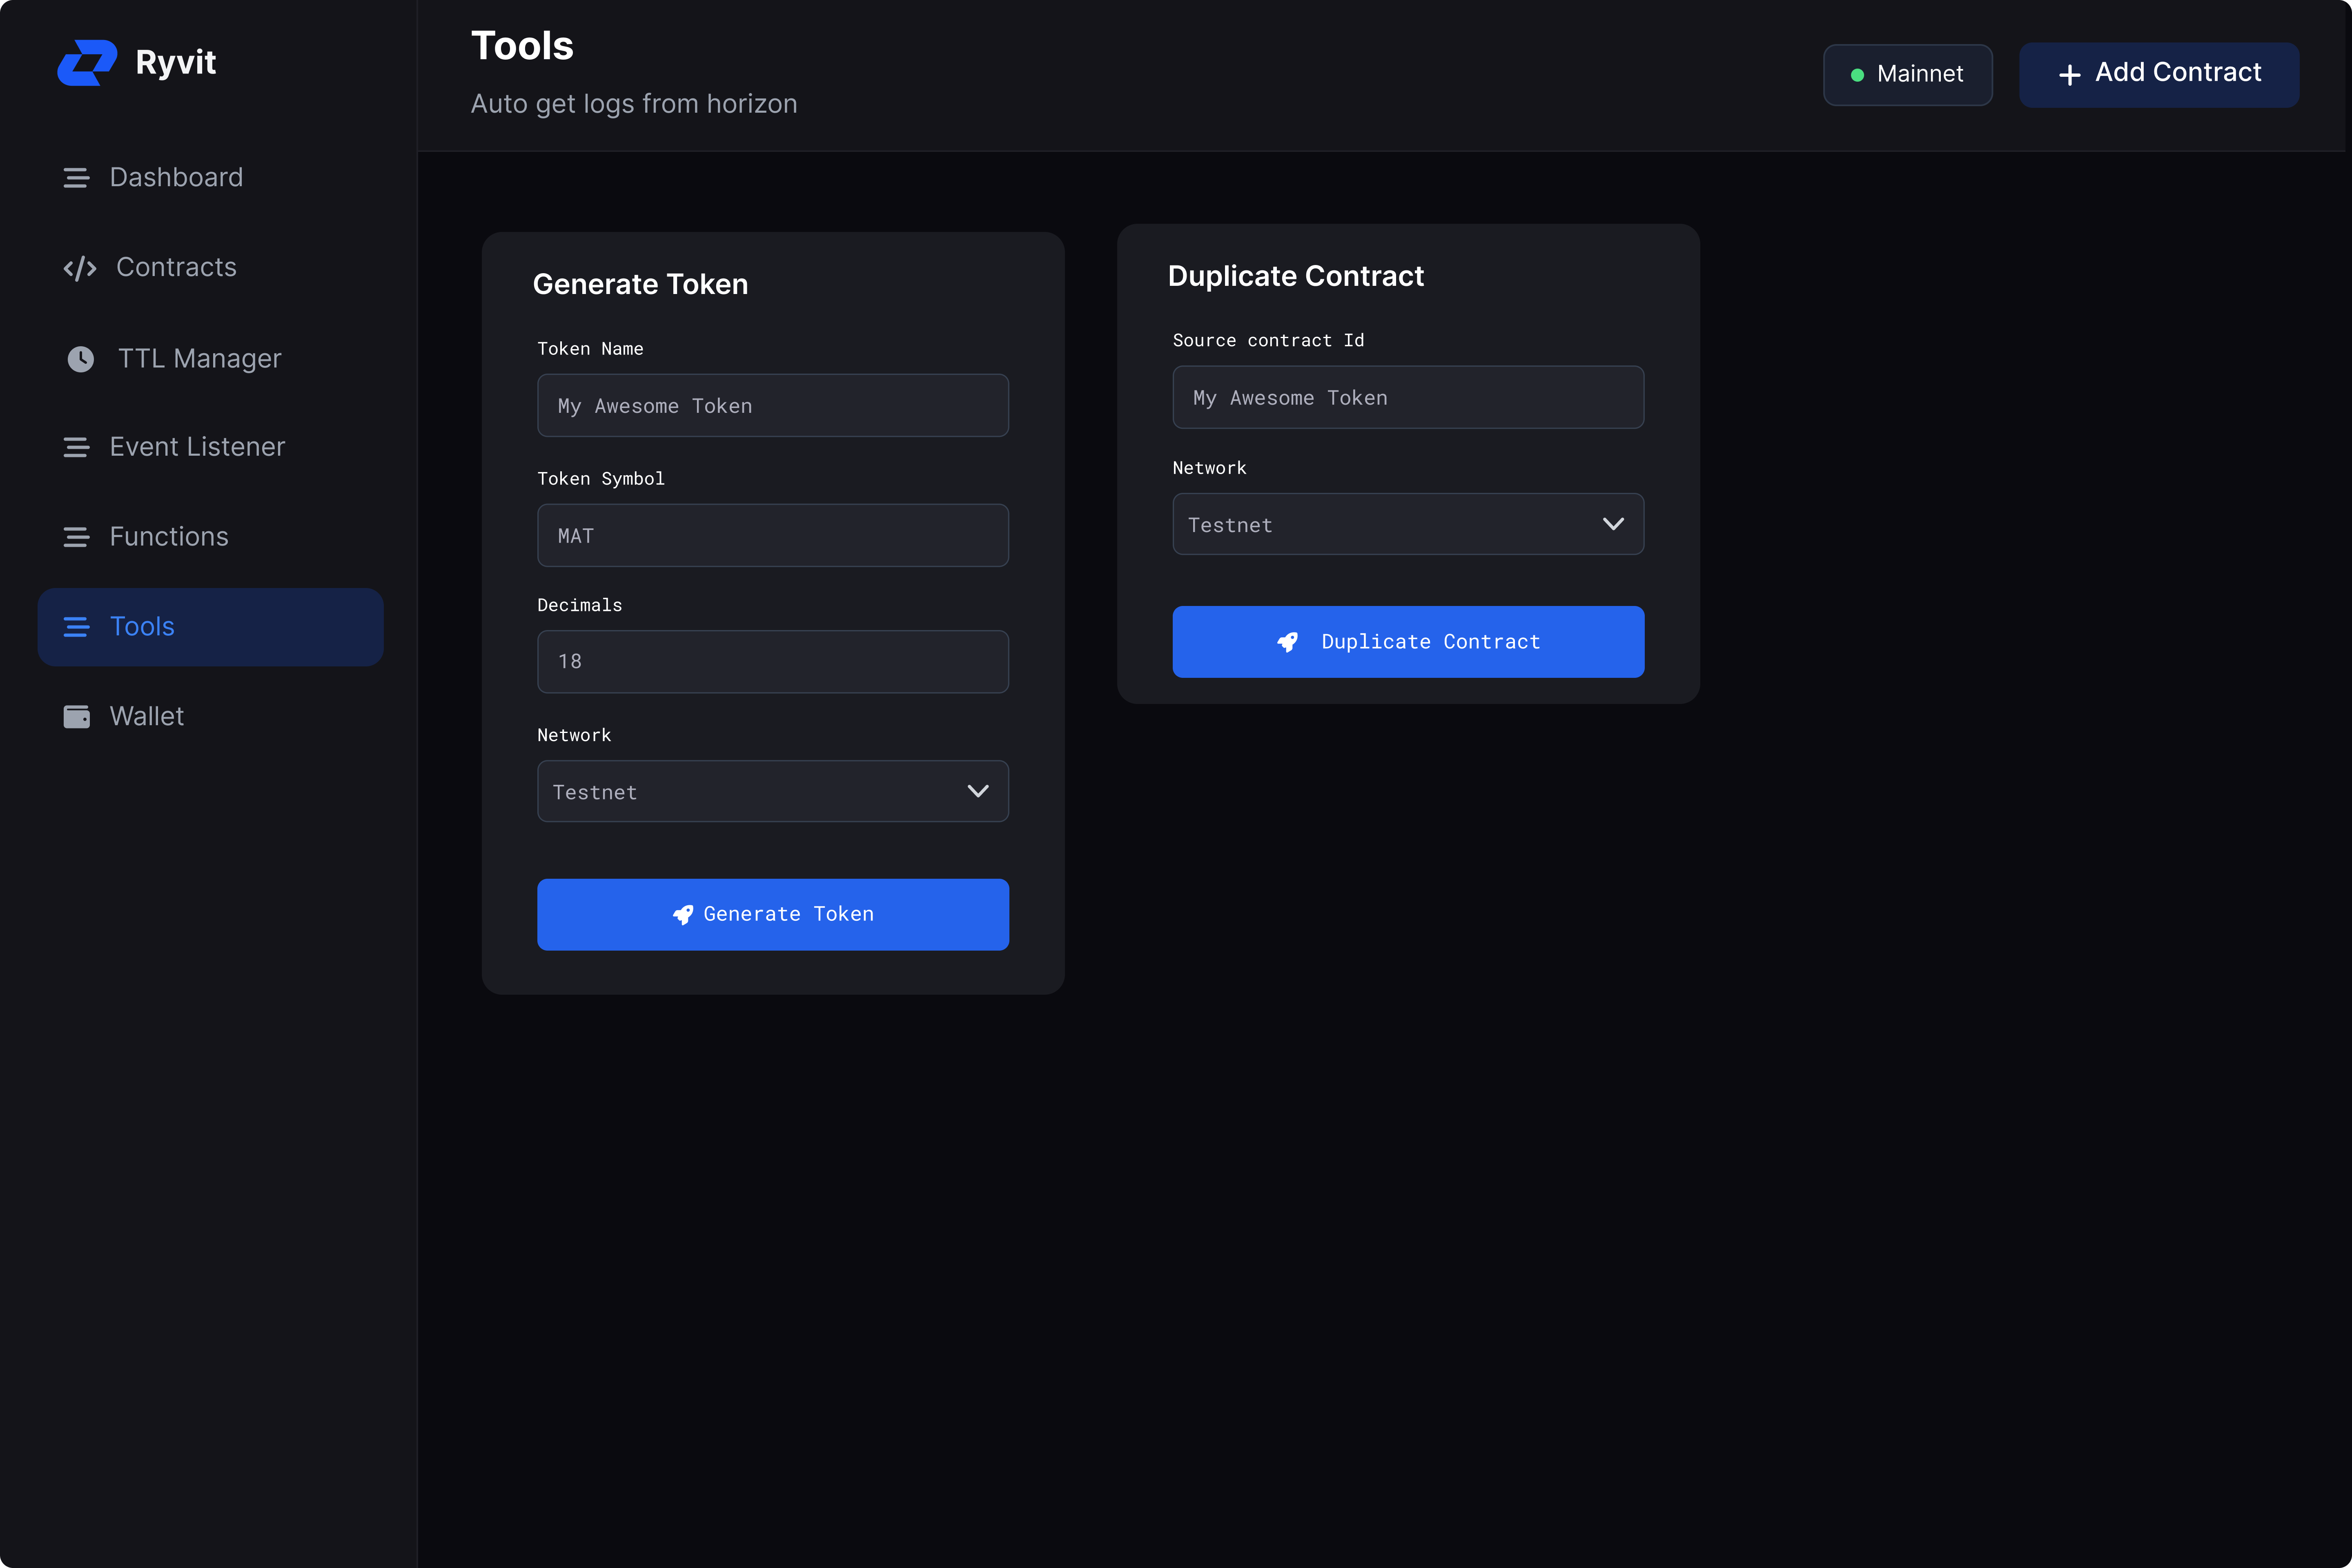 Ryvit
Dashboard
Contracts
TTL Manager
Event Listener
Functions
Tools
Wallet
Tools
Auto get logs from horizon
Mainnet
Add Contract
Generate Token
Token Name
My Awesome Token
Token Symbol
MAT
Decimals
18
Network
Testnet
Generate Token
Duplicate Contract
Source contract Id
My Awesome Token
Network
Testnet
Duplicate Contract